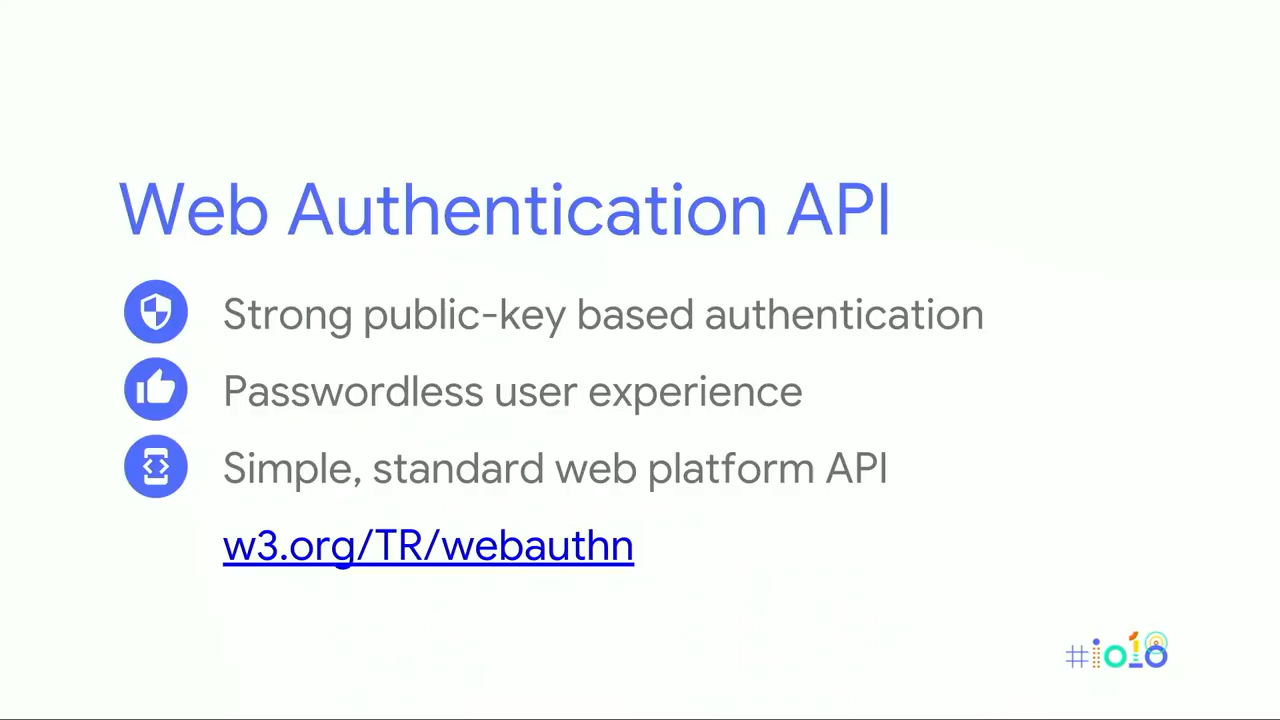 Web Authentication API
Strong public-key based authentication
Passwordless user experience
Simple, standard web platform API
w3.org/TR/webauthn
#io18